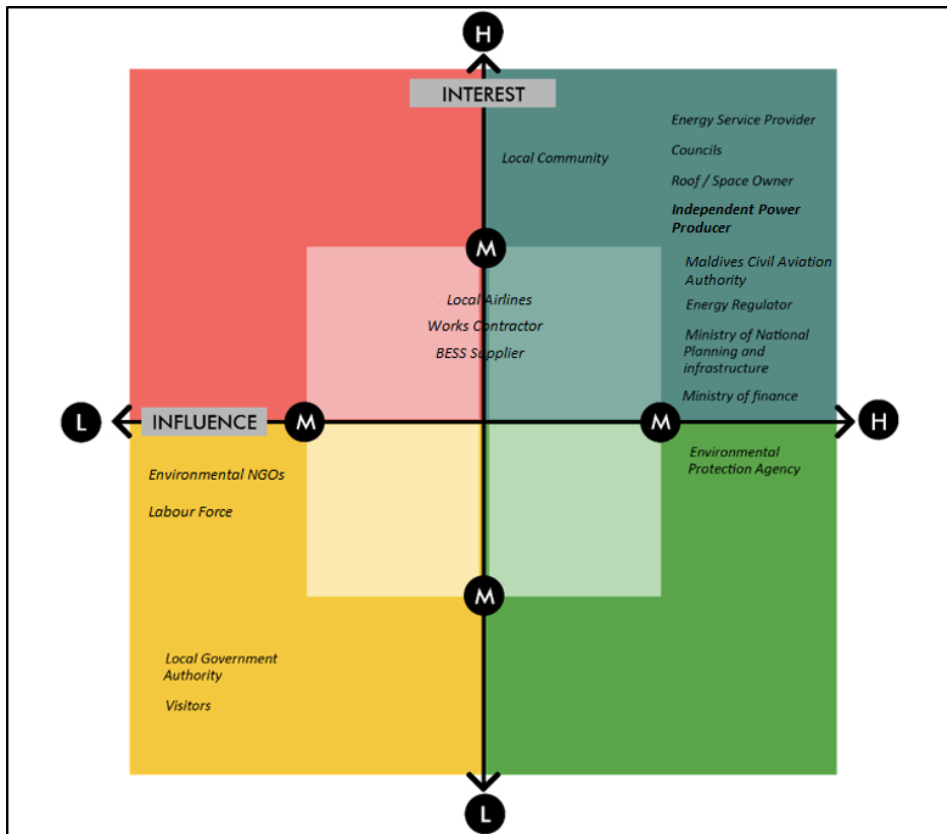 H
INTEREST
Energy Service Provider
Local Community
Councils
Roof / Space Owner
Independent Power
Producer
M
Maldives Civil Aviation
Authority
Local Airlines
Energy Regulator
Works Contractor
Ministry of National
Planning and
infrastructure
BESS Supplier
Ministry of finance
L
INFLUENCE
M
M
H
Environmental
Protection Agency
Environmental NGOs
Labour Force
M
Local Government
Authority
Visitors
L